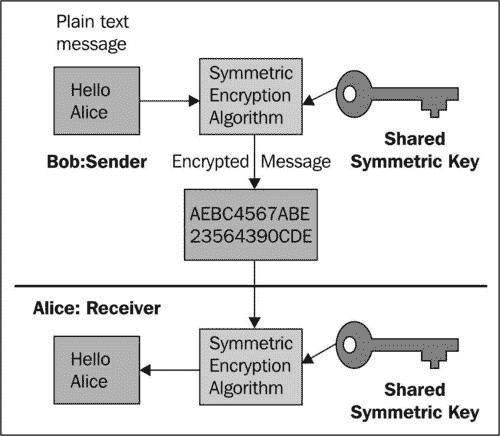 Plain text
message
Hello
Alice
Symmetric
Encryption
Algorithm
Bob:Sender
Shared
Symmetric Key
Encrypted Message
AEBC4567ABE
23564390CDE
Alice: Receiver
Hello
Alice
Symmetric
Encryption
Algorithm
Shared
Symmetric Key